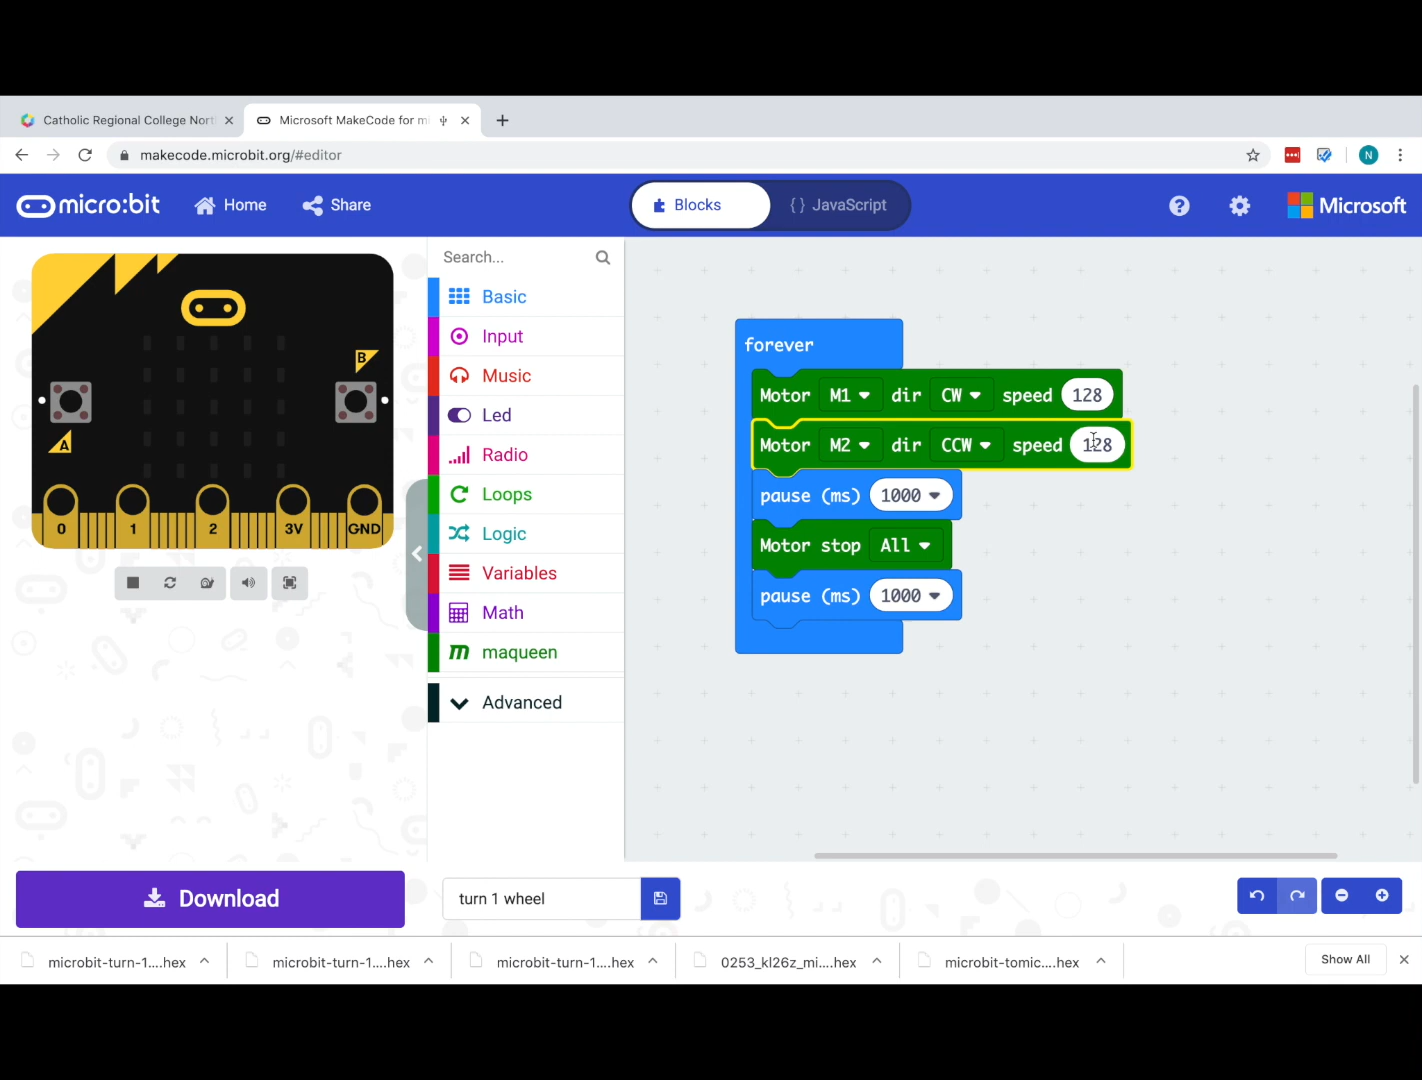 Catholic Regional College Nort
Microsoft MakeCode for mi
makecode.microbit.org/#editor
N
micro:bit
Home
Share
Blocks
{ } JavaScript
?
Microsoft
B
A
0 1 2 3V GND
Search...
Basic
Input
Music
Led
Radio
Loops
Logic
Variables
Math
maqueen
Advanced
forever
Motor M1 dir CW speed 128
Motor M2 dir CCW speed 128
pause (ms) 1000
Motor stop All
pause (ms) 1000
Download
turn 1 wheel
microbit-turn-1....hex
microbit-turn-1....hex
microbit-turn-1....hex
0253_kl26z_mi....hex
microbit-tomic....hex
Show All